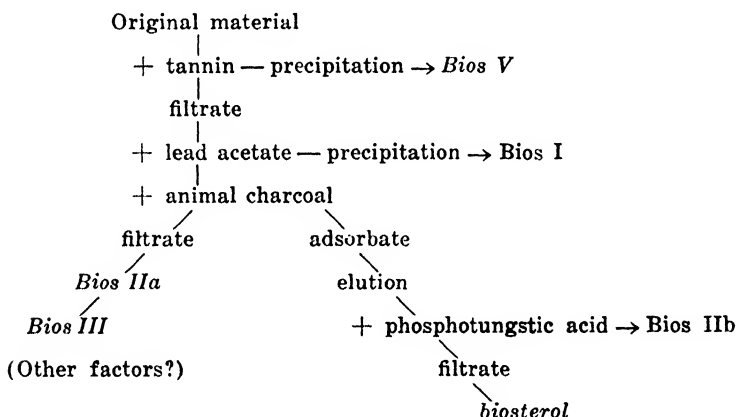 Original material
+ tannin — precipitation → Bios V
filtrate
+ lead acetate — precipitation → Bios I
+ animal charcoal
filtrate adsorbate
Bios IIa elution
Bios III + phosphotungstic acid → Bios IIb
(Other factors?) filtrate
biosterol